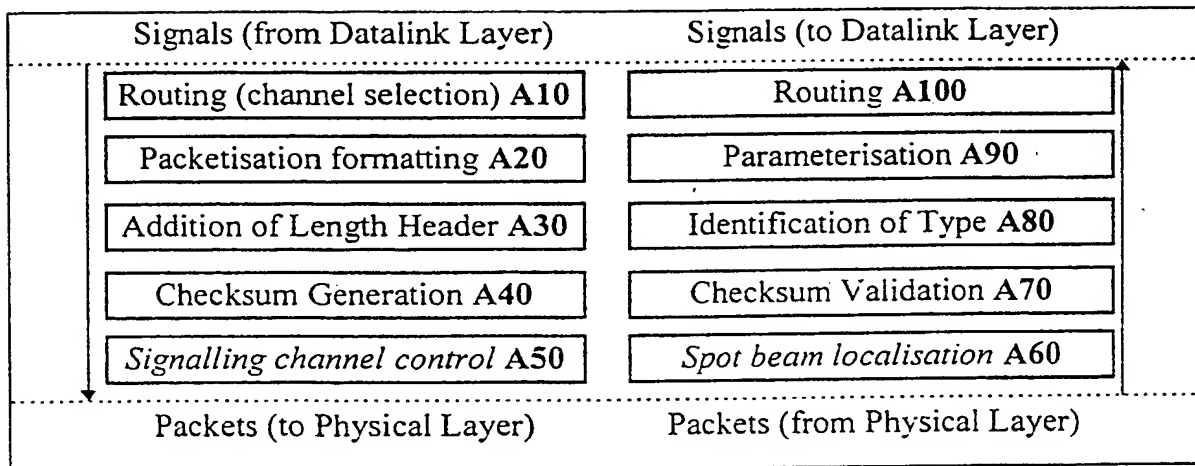 Signals (from Datalink Layer)
Signals (to Datalink Layer)
Routing (channel selection) A10
Routing A100
Packetisation formatting A20
Parameterisation A90
Addition of Length Header A30
Identification of Type A80
Checksum Generation A40
Checksum Validation A70
Signalling channel control A50
Spot beam localisation A60
Packets (to Physical Layer)
Packets (from Physical Layer)